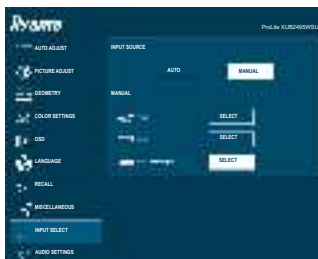 ProLite XUB2495WSU
AUTO ADJUST
INPUT SOURCE
PICTURE ADJUST
AUTO
MANUAL
GEOMETRY
MANUAL
COLOR SETTINGS
SELECT
OSD
SELECT
LANGUAGE
SELECT
RECALL
MISCELLANEOUS
INPUT SELECT
AUDIO SETTINGS